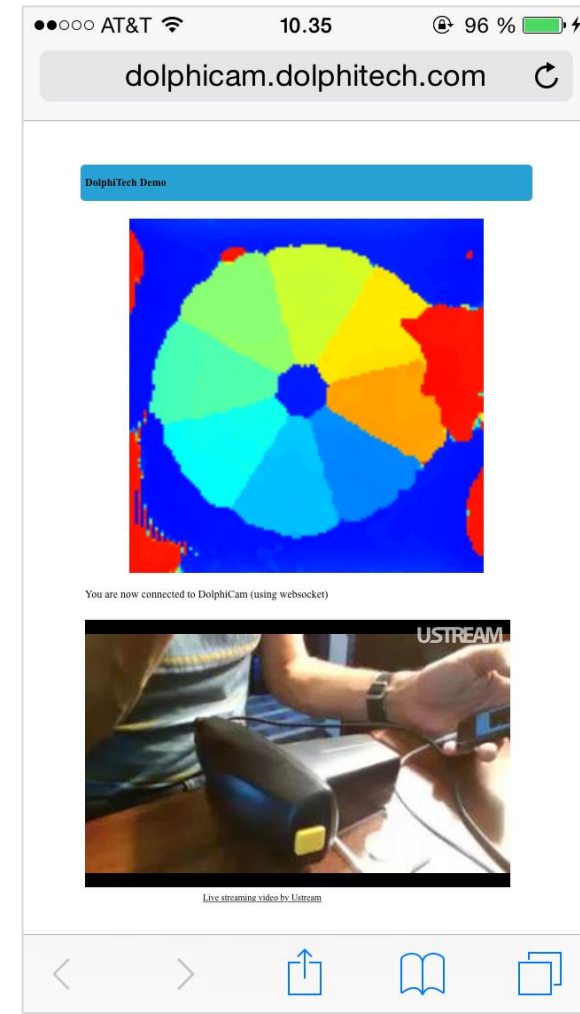 AT&T 10.35 96 %
dolphicam.dolphitech.com
DolphiTech Demo
You are now connected to DolphiCam (using websocket)
USTREAM
Live streaming video by Ustream